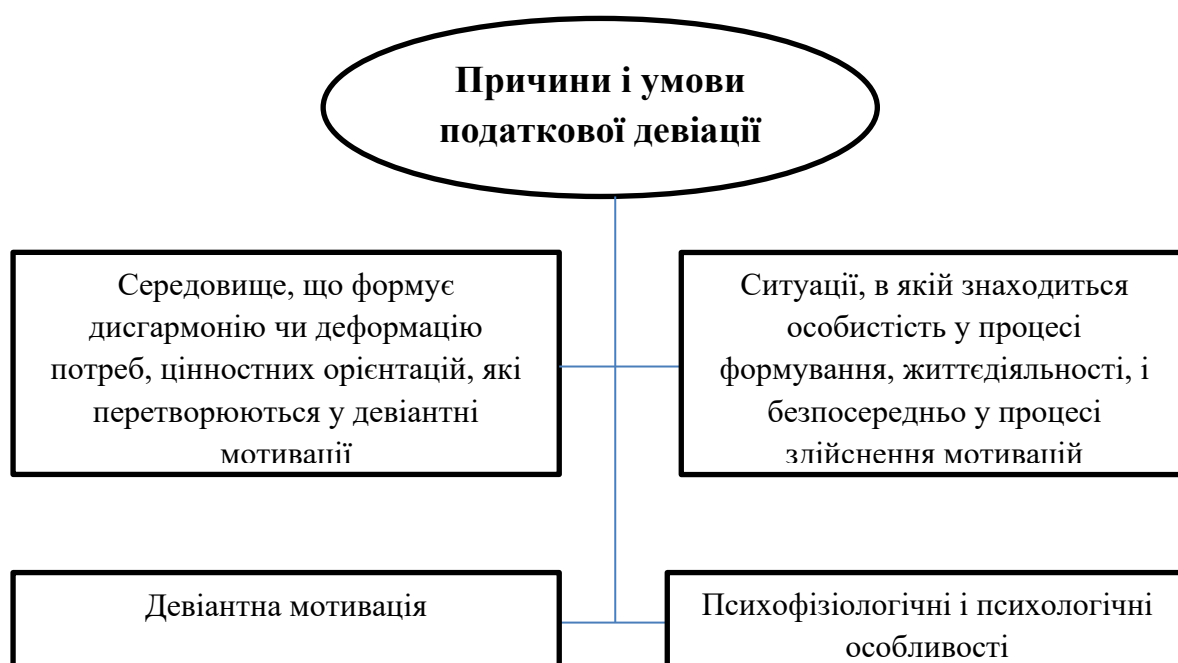 Причини і умови
податкової девіації
Середовище, що формує
дисгармонію чи деформацію
потреб, цінностних орієнтацій, які
перетворюються у девіантні
мотивації
Ситуації, в якій знаходиться
особистість у процесі
формування, життєдіяльності, і
безпосередньо у процесі
здійснення мотивацій
Девіантна мотивація
Психофізіологічні і психологічні
особливості